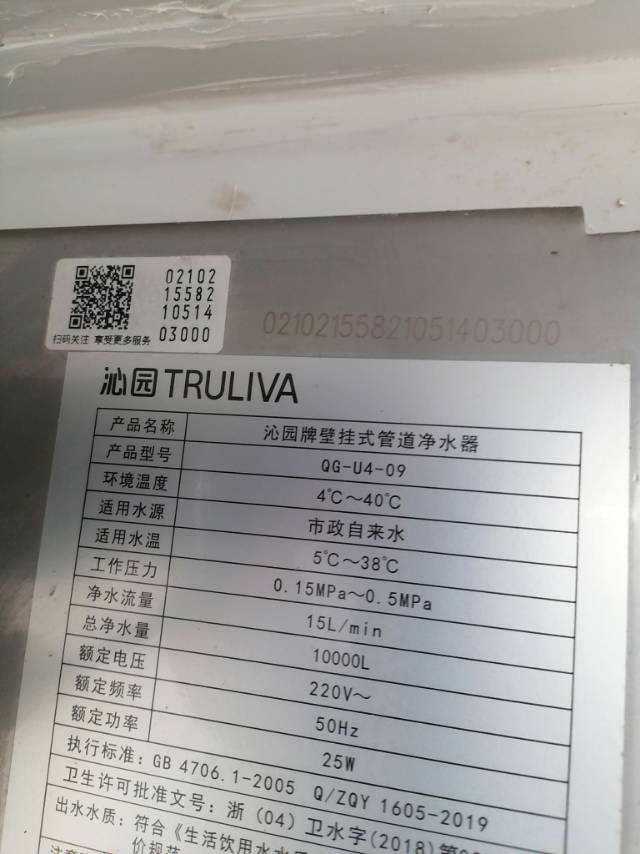 02102
15582
10514
03000
扫码关注 享受更多服务
02102155821051403000
沁园TRULIVA
产品名称 沁园牌壁挂式管道净水器
产品型号 QG-U4-09
环境温度 4℃～40℃
适用水源 市政自来水
适用水温 5℃～38℃
工作压力 0.15MPa～0.5MPa
净水流量 15L/min
总净水量 10000L
额定电压 220V～
额定频率 50Hz
额定功率 25W
执行标准：GB 4706.1-2005 Q/ZQY 1605-2019
卫生许可批准文号：浙（04）卫水字(2018)第
出水水质：符合《生活饮用水水
价规范